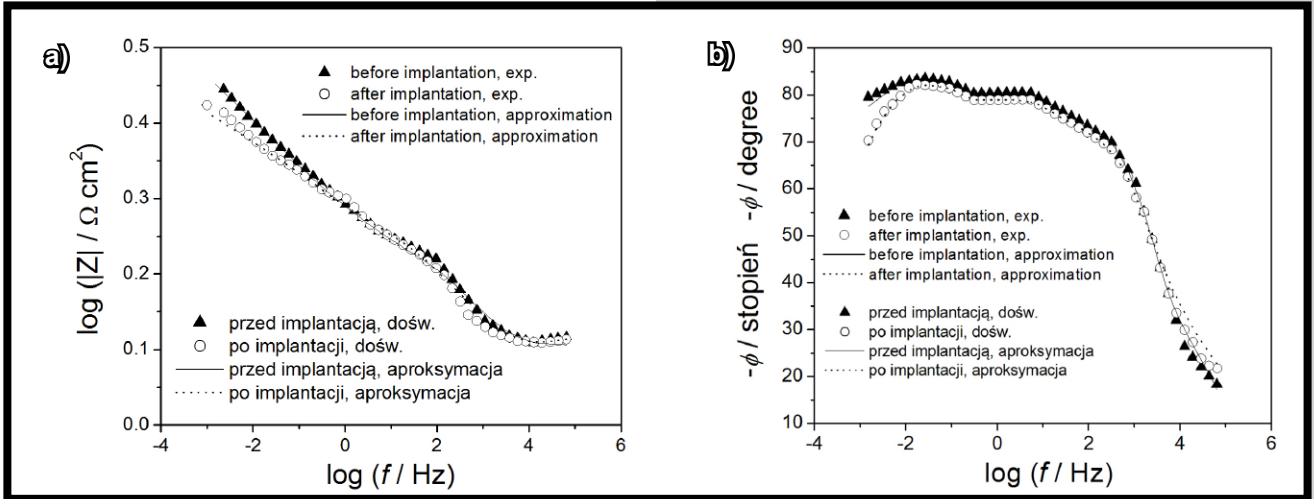 a)
log (|Z| / Ω cm²)
0.5
0.4
0.3
0.2
0.1
0.0
before implantation, exp.
after implantation, exp.
before implantation, approximation
after implantation, approximation
przed implantacją, dośw.
po implantacji, dośw.
przed implantacją, aproksymacja
po implantacji, aproksymacja
-4 -2 0 2 4 6
log (f / Hz)
b)
-ϕ / stopień -ϕ / degree
90
80
70
60
50
40
30
20
10
before implantation, exp.
after implantation, exp.
before implantation, approximation
after implantation, approximation
przed implantacją, dośw.
po implantacji, dośw.
przed implantacją, aproksymacja
po implantacji, aproksymacja
-4 -2 0 2 4 6
log (f / Hz)